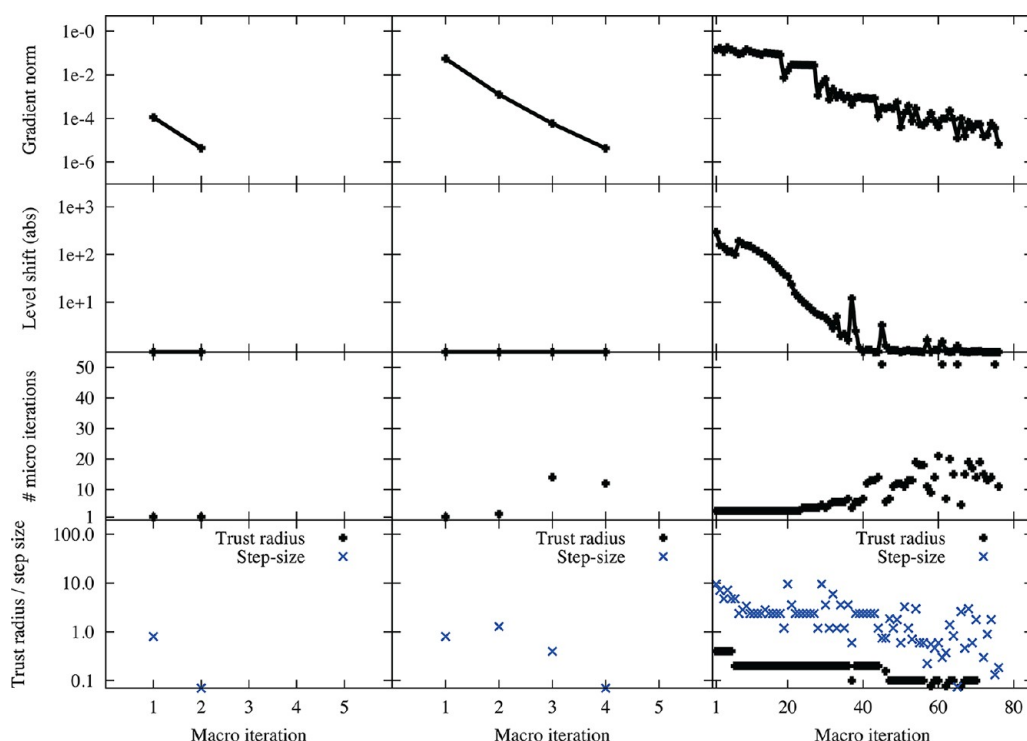 Gradient norm
1e-0
1e-2
1e-4
1e-6
Level shift (abs)
1e+3
1e+2
1e+1
# micro iterations
50
40
30
20
10
1
Trust radius / step size
100.0
10.0
1.0
0.1
Trust radius
Step-size
Trust radius
Step-size
Trust radius
Step-size
1 2 3 4 5
1 2 3 4 5
1 20 40 60 80
Macro iteration
Macro iteration
Macro iteration